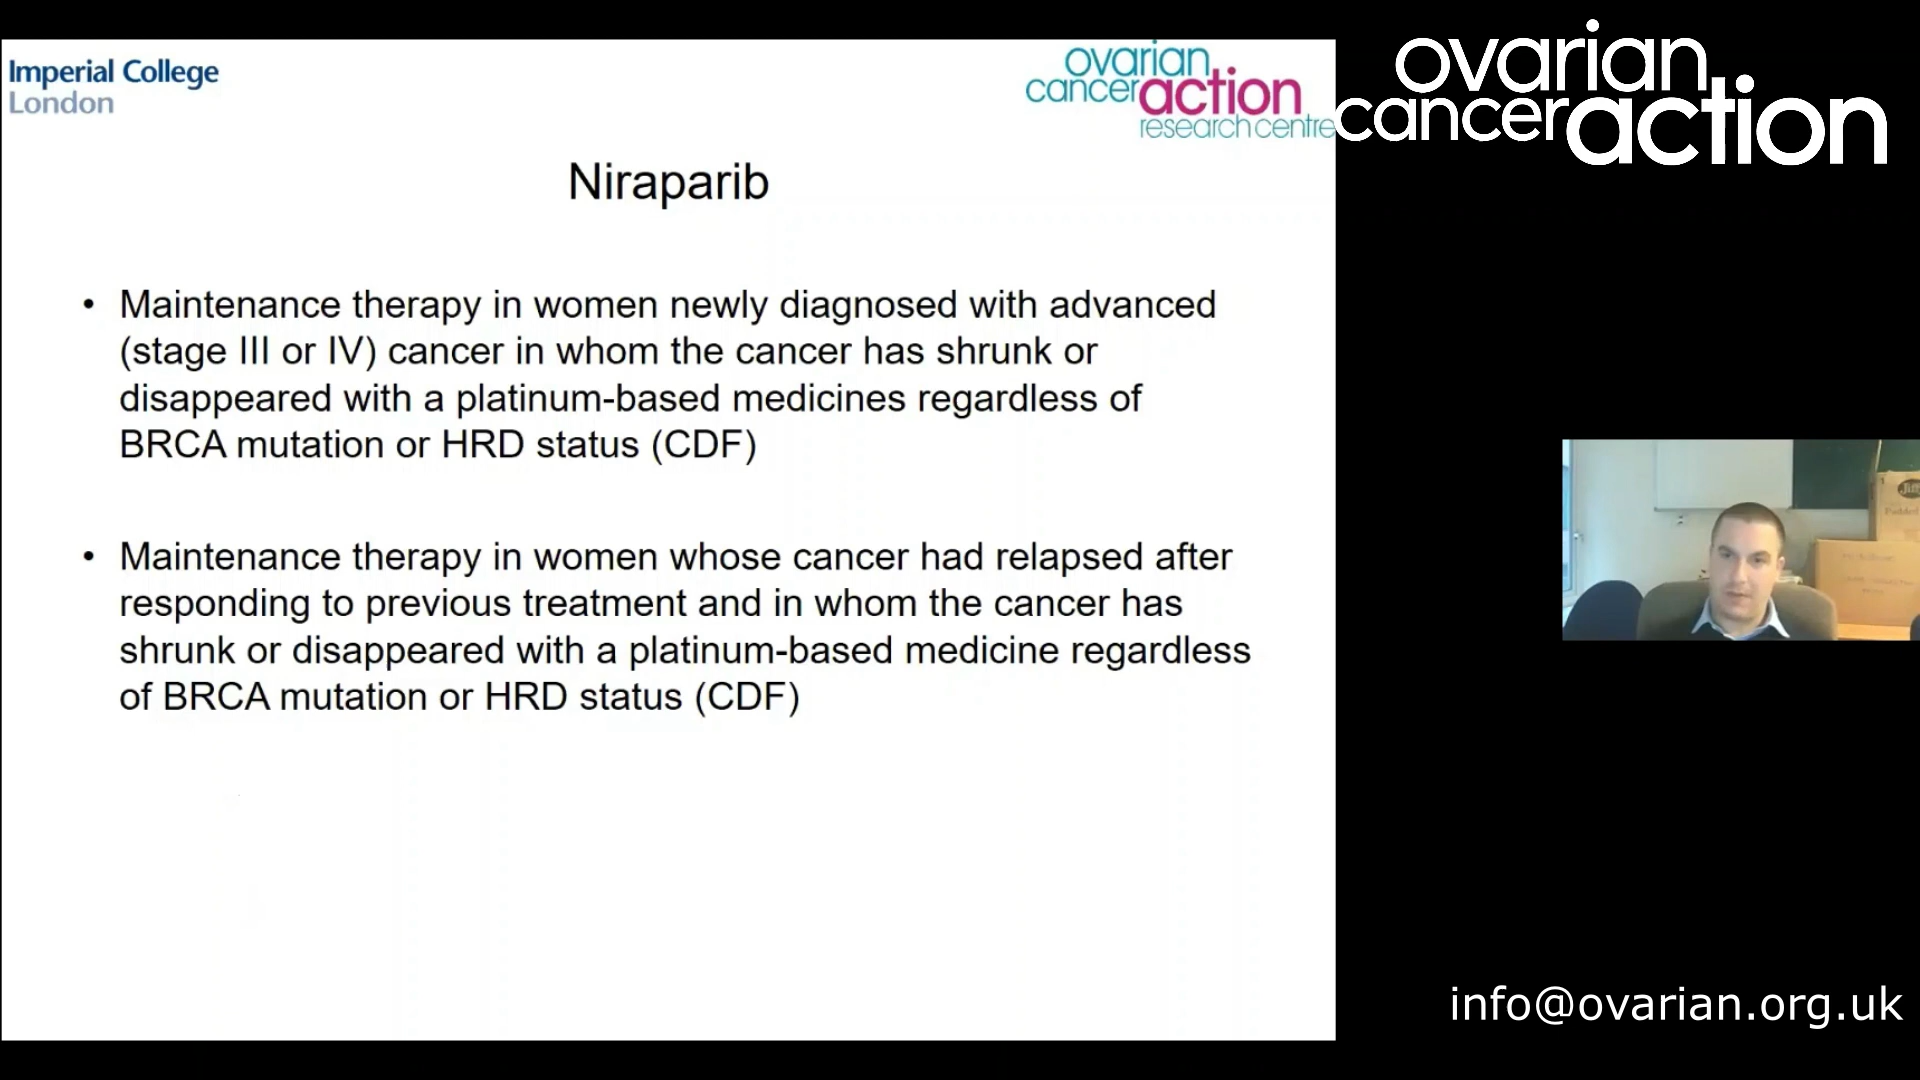 Imperial College
London
ovarian
canceraction
research centre
ovarian
canceraction
Niraparib
• Maintenance therapy in women newly diagnosed with advanced
(stage III or IV) cancer in whom the cancer has shrunk or
disappeared with a platinum-based medicines regardless of
BRCA mutation or HRD status (CDF)
• Maintenance therapy in women whose cancer had relapsed after
responding to previous treatment and in whom the cancer has
shrunk or disappeared with a platinum-based medicine regardless
of BRCA mutation or HRD status (CDF)
info@ovarian.org.uk